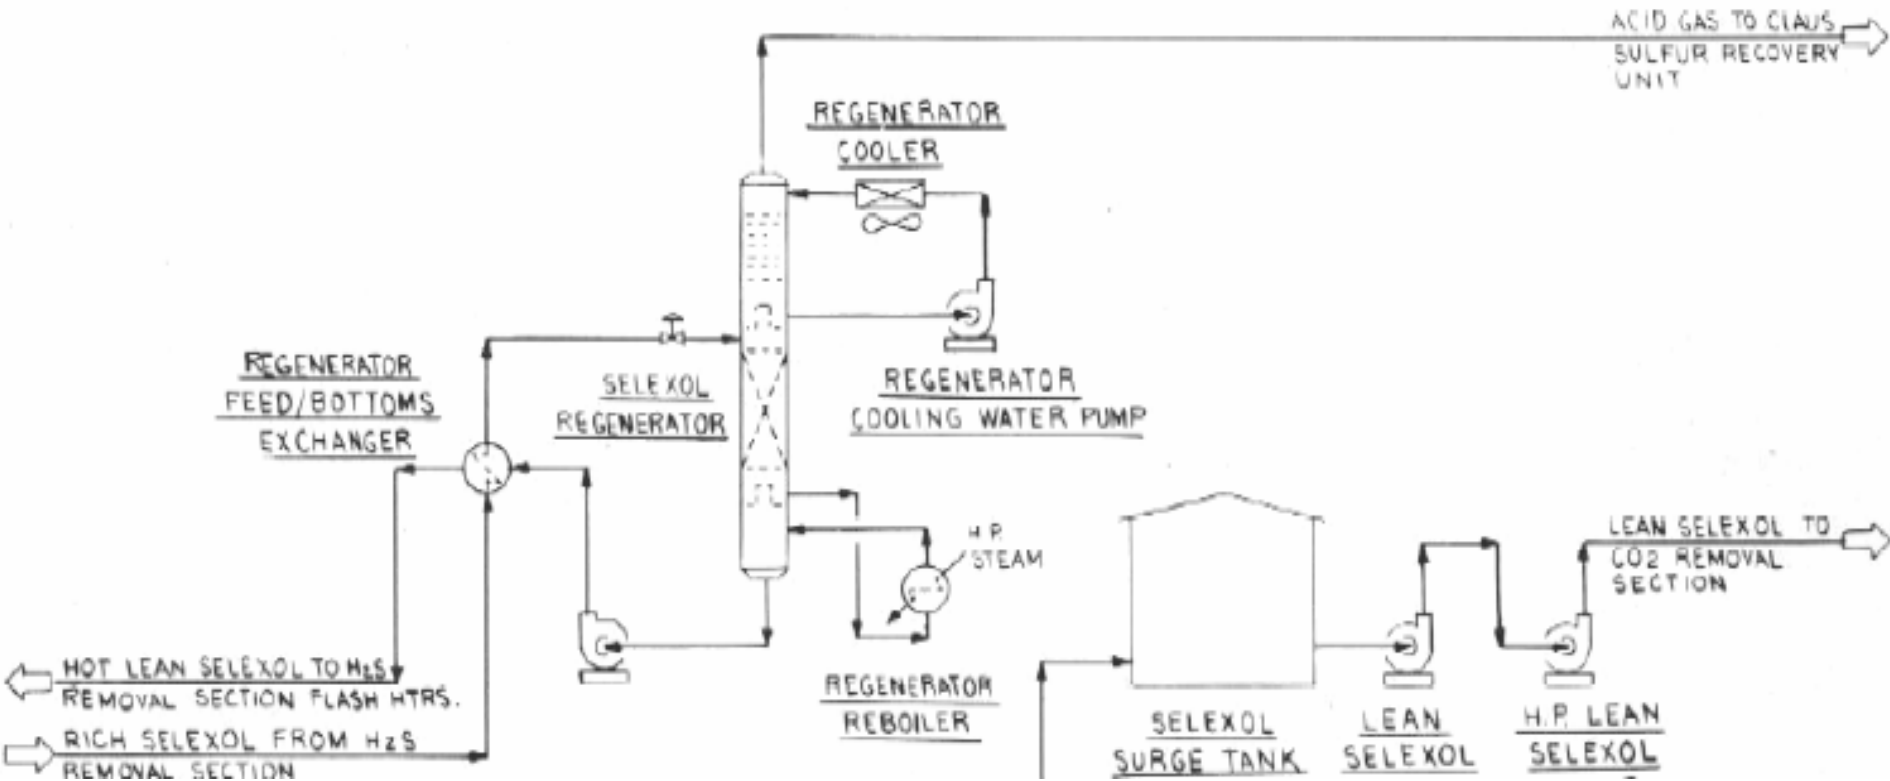 ACID GAS TO CLAUS
SULFUR RECOVERY
UNIT
REGENERATOR
COOLER
REGENERATOR
FEED/BOTTOMS
EXCHANGER
SELEXOL
REGENERATOR
REGENERATOR
COOLING WATER PUMP
H.P.
STEAM
LEAN SELEXOL TO
CO2 REMOVAL
SECTION
HOT LEAN SELEXOL TO H2S
REMOVAL SECTION FLASH HTRS.
RICH SELEXOL FROM H2S
REMOVAL SECTION
REGENERATOR
REBOILER
SELEXOL
SURGE TANK
LEAN
SELEXOL
H.P. LEAN
SELEXOL